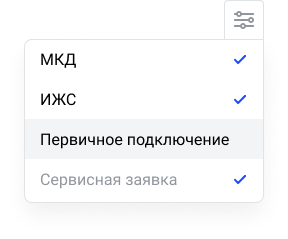 МКД
ИЖС
Первичное подключение
Сервисная заявка